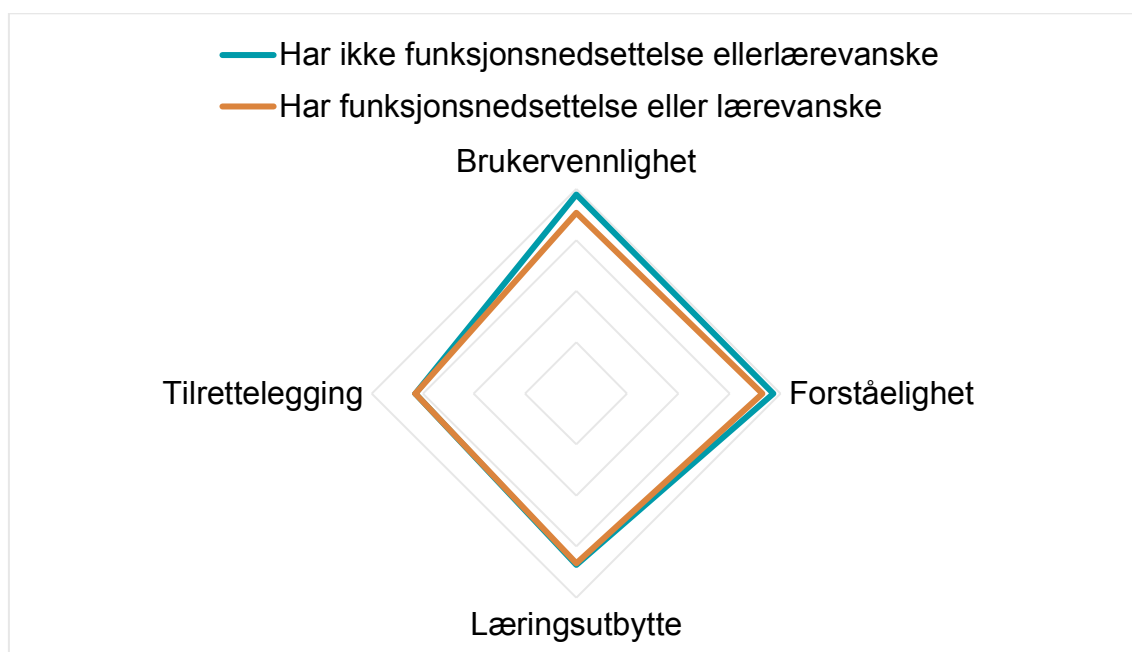 Har ikke funksjonsnedsettelse ellerlærevanske
Har funksjonsnedsettelse eller lærevanske
Brukervennlighet
Tilrettelegging
Forståelighet
Læringsutbytte